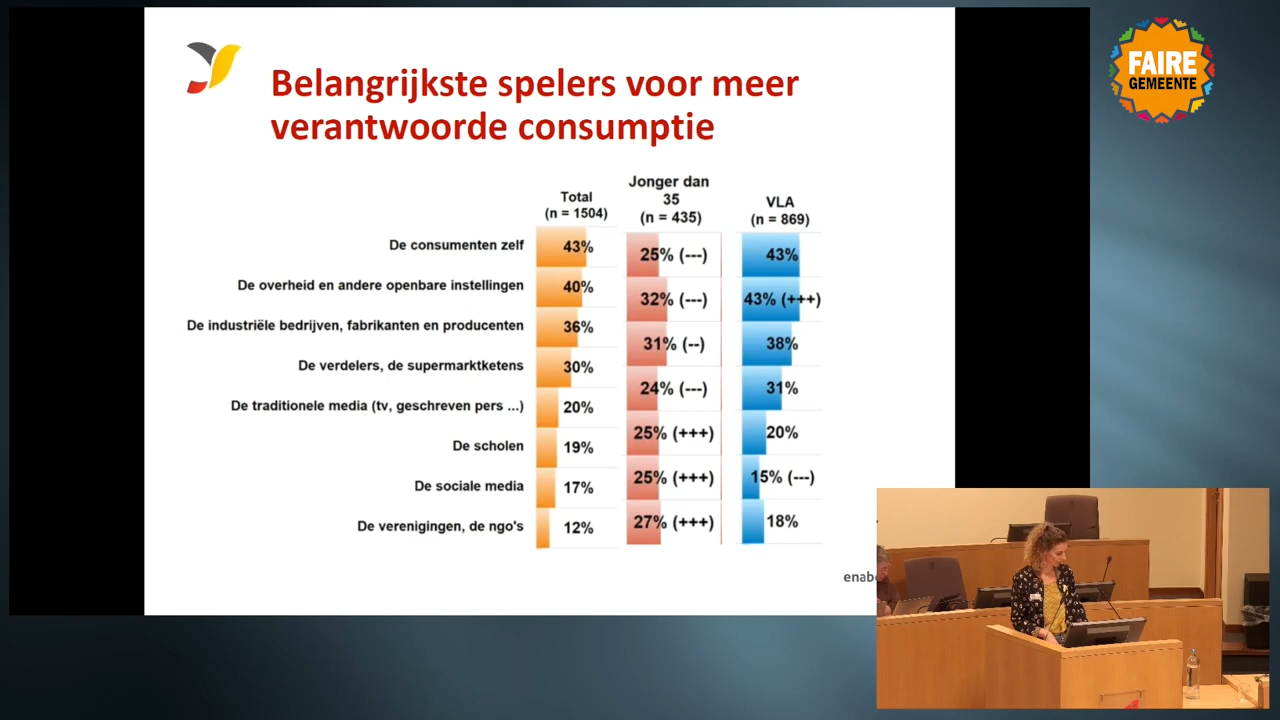 FAIRE
GEMEENTE
Belangrijkste spelers voor meer
verantwoorde consumptie
Total
(n = 1504)
Jonger dan
35
(n = 435)
VLA
(n = 869)
De consumenten zelf 43% 25% (---) 43%
De overheid en andere openbare instellingen 40% 32% (---) 43% (+++)
De industriële bedrijven, fabrikanten en producenten 36% 31% (--) 38%
De verdelers, de supermarktketens 30% 24% (---) 31%
De traditionele media (tv, geschreven pers ...) 20% 25% (+++) 20%
De scholen 19% 25% (+++) 15% (---)
De sociale media 17% 27% (+++) 18%
De verenigingen, de ngo's 12%
enab